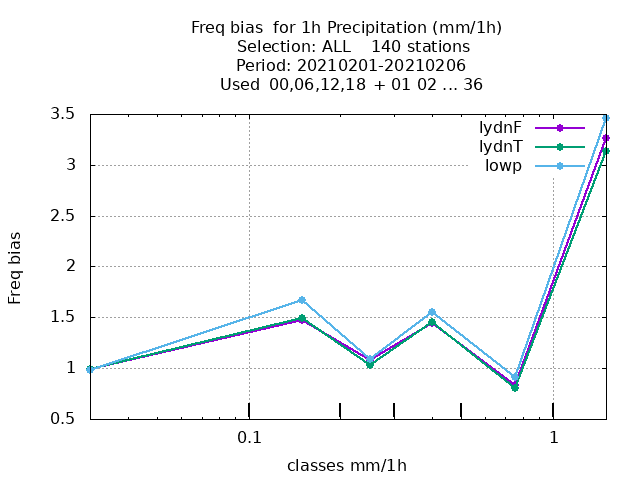 Freq bias  for 1h Precipitation (mm/1h)
Selection: ALL    140 stations
Period: 20210201-20210206
Used  00,06,12,18  + 01 02 ... 36
3.5
3
2.5
2
1.5
1
0.5
Freq bias
lydnF
lydnT
lowp
0.1
1
classes mm/1h